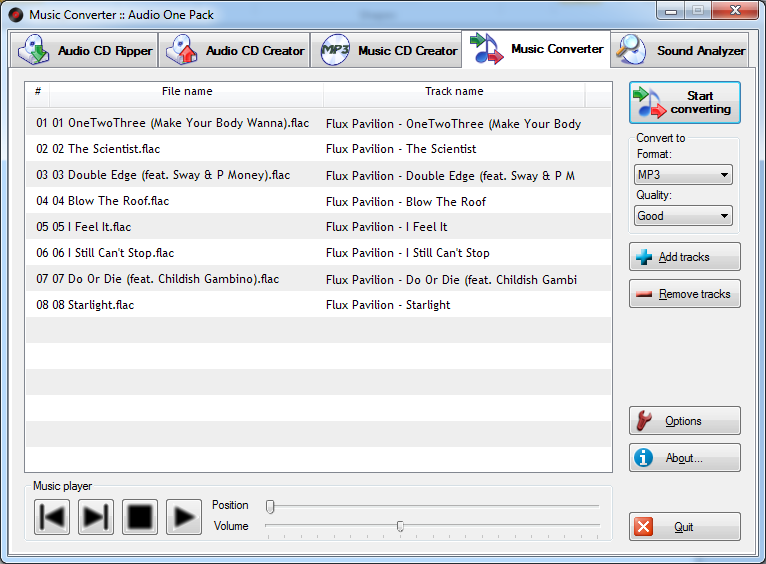 Music Converter :: Audio One Pack
Audio CD Ripper
Audio CD Creator
MP3
Music CD Creator
Music Converter
Sound Analyzer
# File name Track name
01 01 OneTwoThree (Make Your Body Wanna).flac Flux Pavilion - OneTwoThree (Make Your Body
02 02 The Scientist.flac Flux Pavilion - The Scientist
03 03 Double Edge (feat. Sway & P Money).flac Flux Pavilion - Double Edge (feat. Sway & P M
04 04 Blow The Roof.flac Flux Pavilion - Blow The Roof
05 05 I Feel It.flac Flux Pavilion - I Feel It
06 06 I Still Can't Stop.flac Flux Pavilion - I Still Can't Stop
07 07 Do Or Die (feat. Childish Gambino).flac Flux Pavilion - Do Or Die (feat. Childish Gambi
08 08 Starlight.flac Flux Pavilion - Starlight
Start
converting
Convert to
Format:
MP3
Quality:
Good
Add tracks
Remove tracks
Options
About...
Quit
Music player
Position
Volume